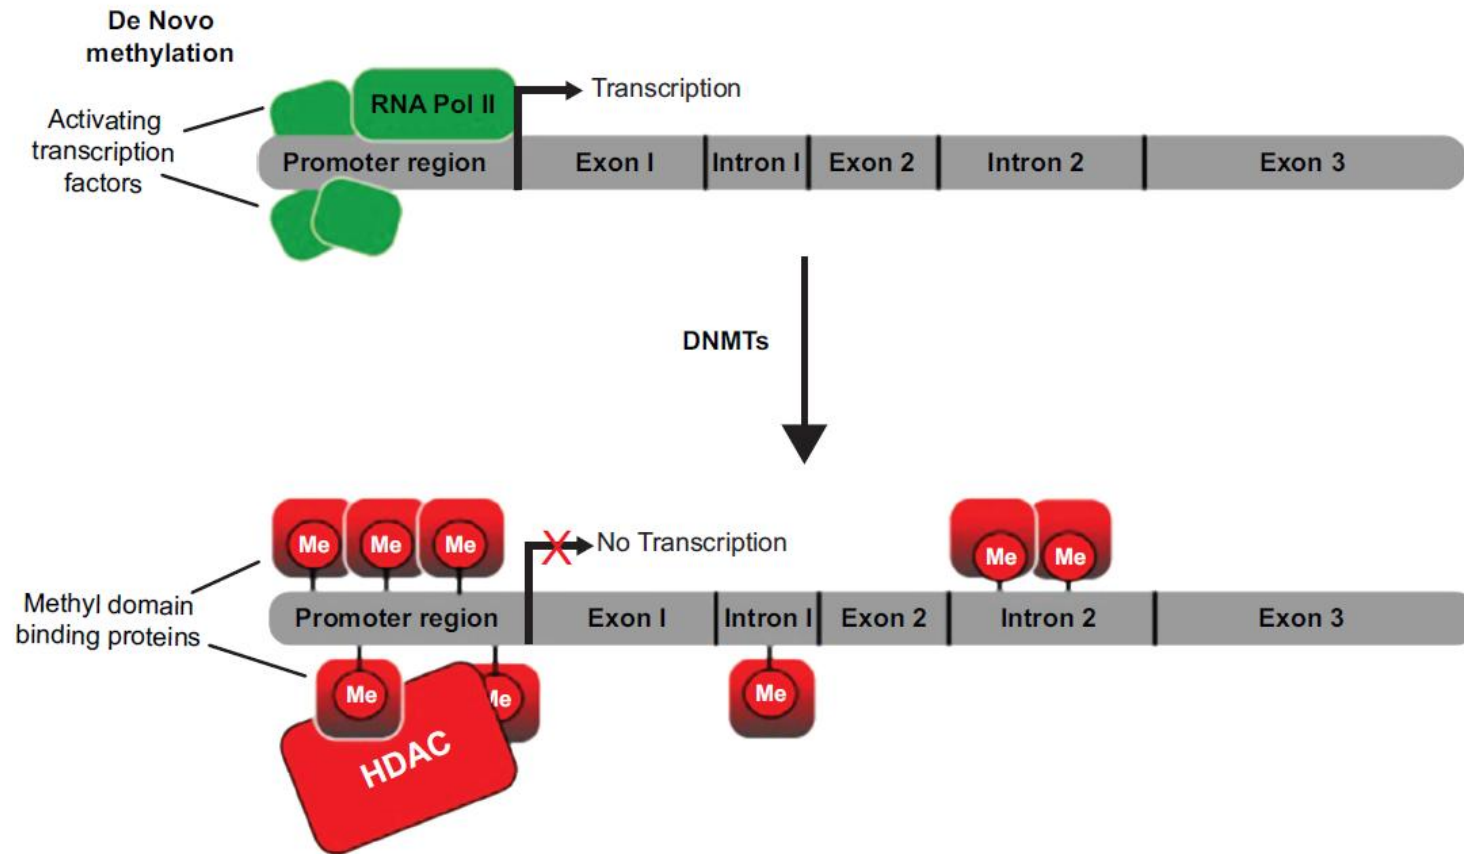 De Novo
methylation
Activating
transcription
factors
RNA Pol II
Transcription
Promoter region
Exon I
Intron I
Exon 2
Intron 2
Exon 3
DNMTs
Me
Me
Me
No Transcription
Me
Me
Methyl domain
binding proteins
Promoter region
Exon I
Intron I
Exon 2
Intron 2
Exon 3
Me
Me
Me
HDAC